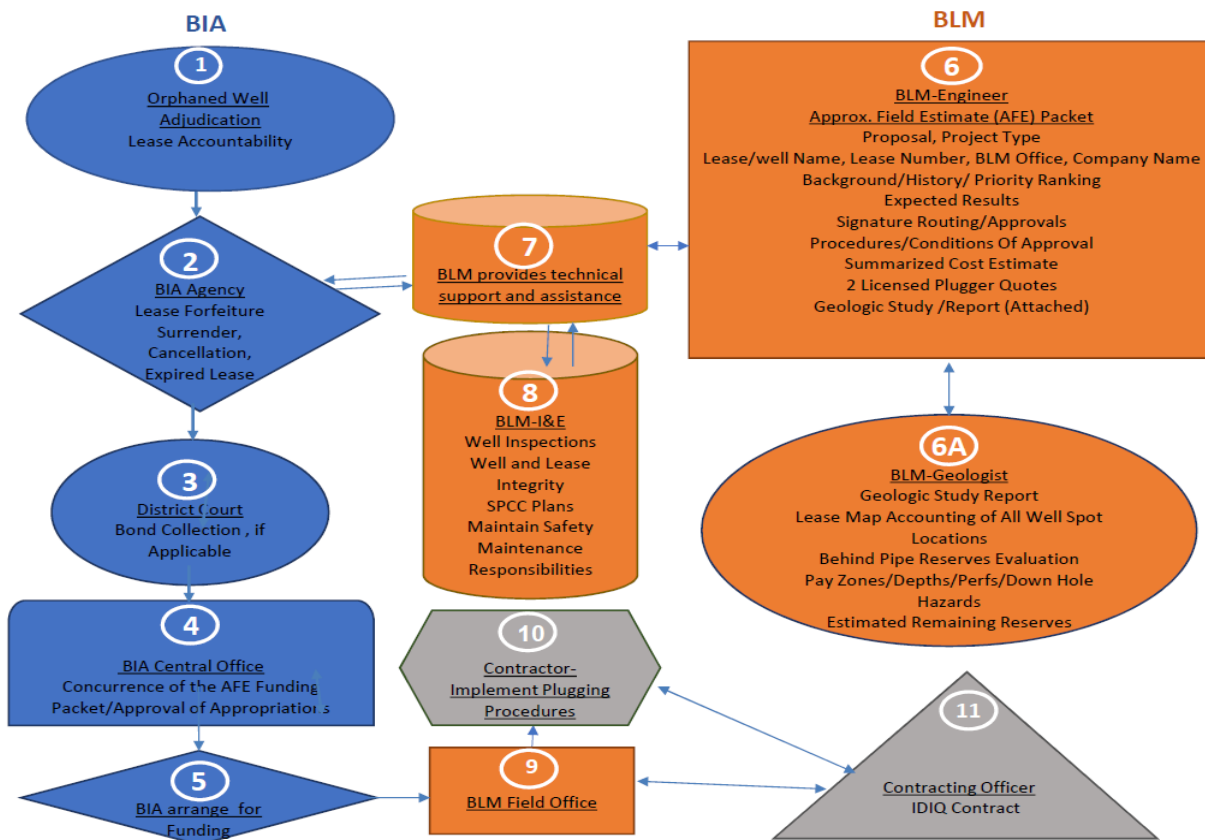 BIA
1
Orphaned Well
Adjudication
Lease Accountability
2
BIA Agency
Lease Forfeiture
Surrender,
Cancellation,
Expired Lease
3
District Court
Bond Collection , if
Applicable
4
BIA Central Office
Concurrence of the AFE Funding
Packet/Approval of Appropriations
5
BIA arrange for
Funding
BLM
6
BLM-Engineer
Approx. Field Estimate (AFE) Packet
Proposal, Project Type
Lease/well Name, Lease Number, BLM Office, Company Name
Background/History/ Priority Ranking
Expected Results
Signature Routing/Approvals
Procedures/Conditions Of Approval
Summarized Cost Estimate
2 Licensed Plugger Quotes
Geologic Study /Report (Attached)
6A
BLM-Geologist
Geologic Study Report
Lease Map Accounting of All Well Spot
Locations
Behind Pipe Reserves Evaluation
Pay Zones/Depths/Perfs/Down Hole
Hazards
Estimated Remaining Reserves
7
BLM provides technical
support and assistance
8
BLM-I&E
Well Inspections
Well and Lease
Integrity
SPCC Plans
Maintain Safety
Maintenance
Responsibilities
9
BLM Field Office
10
Contractor-
Implement Plugging
Procedures
11
Contracting Officer
IDIQ Contract